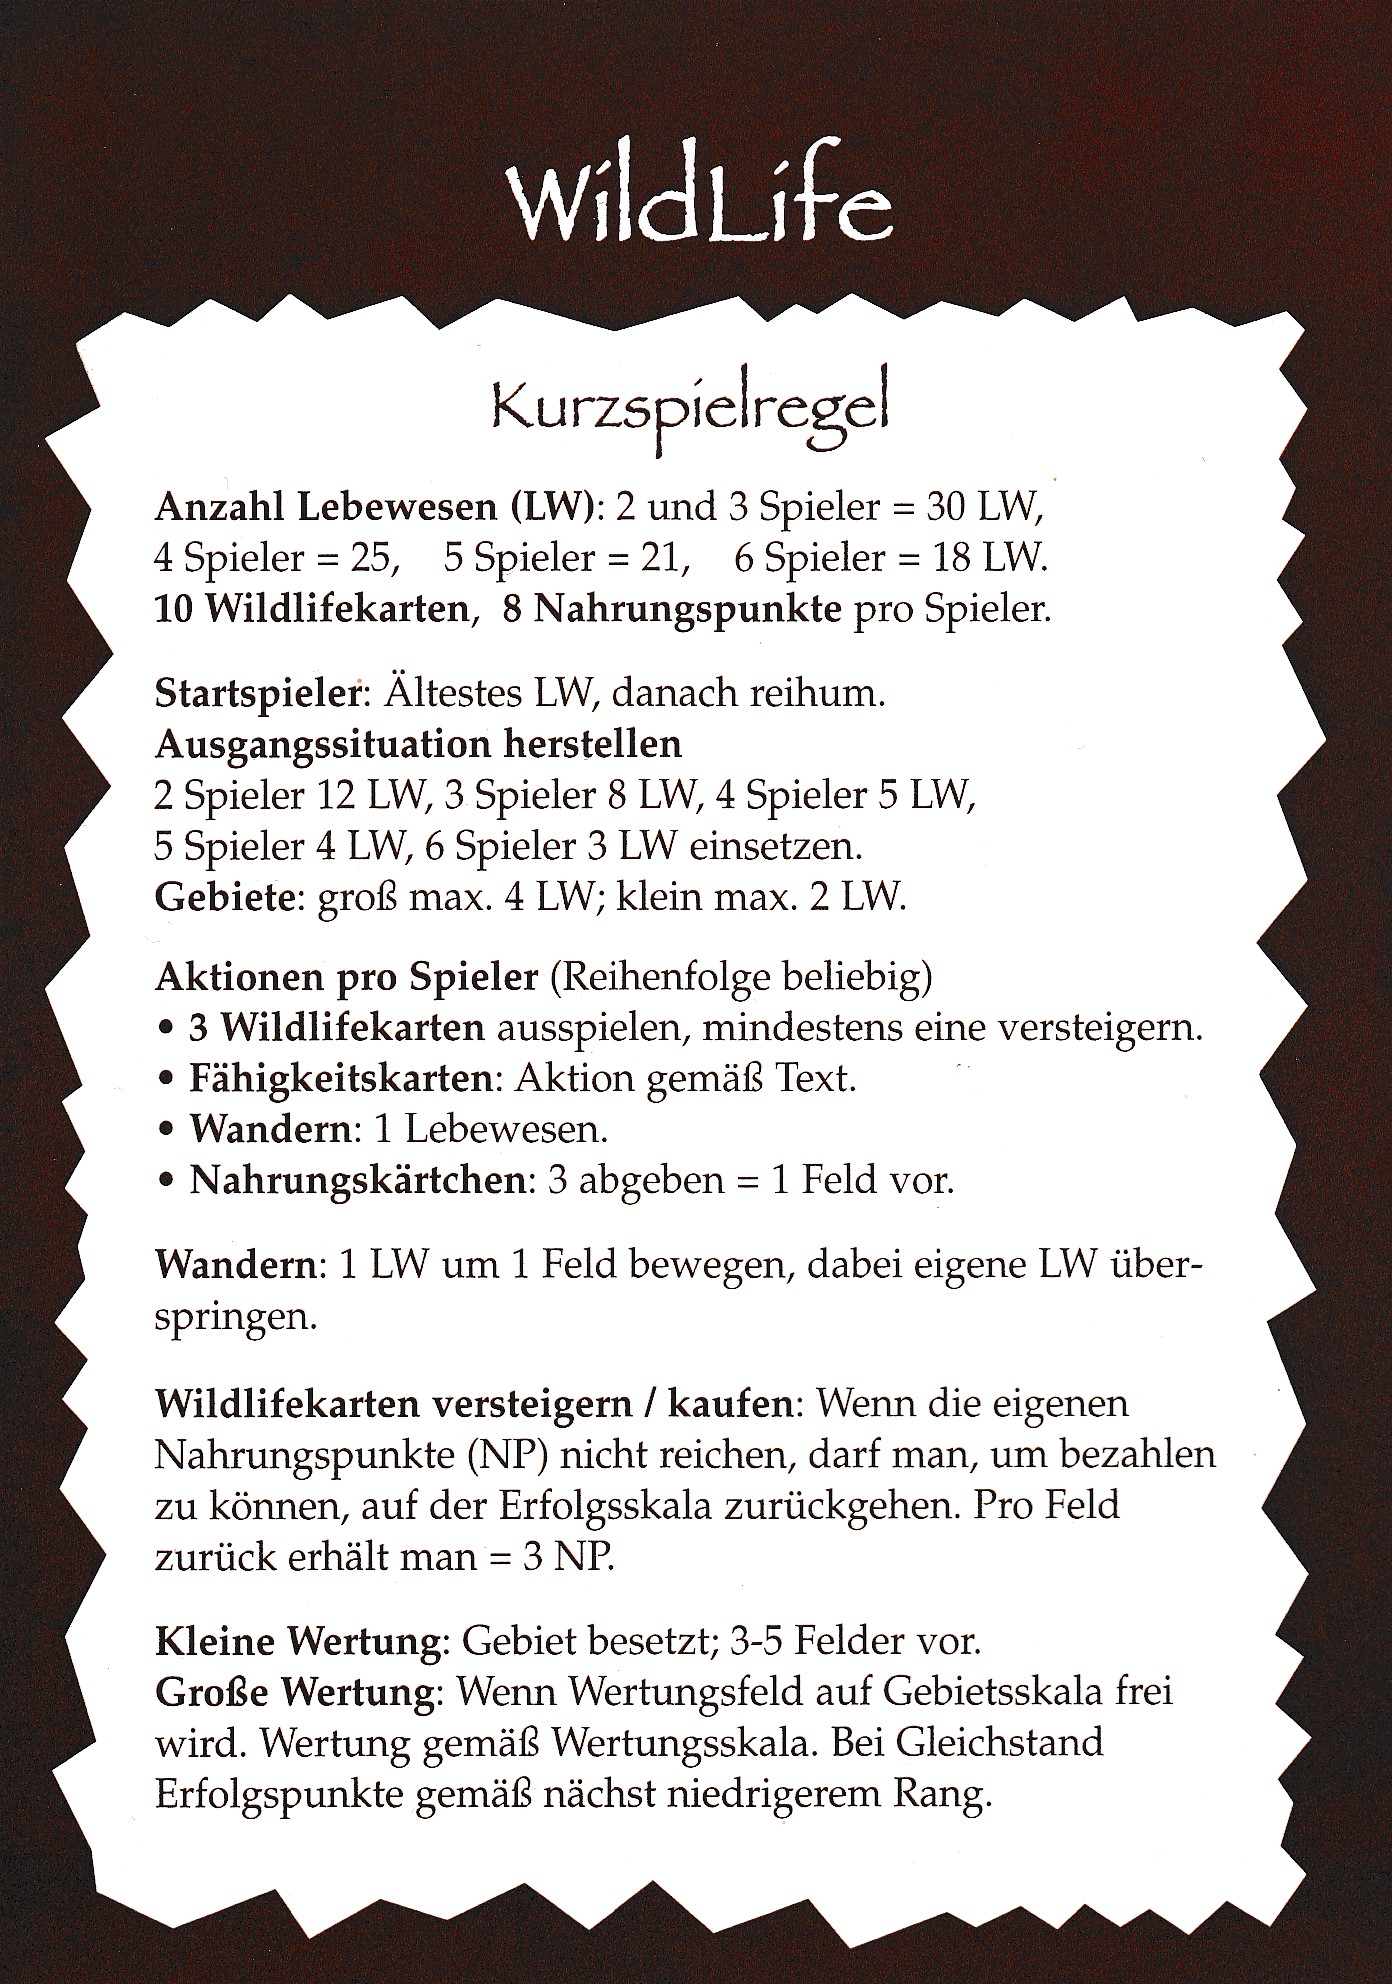 WildLife
Kurzspielregel
Anzahl Lebewesen (LW): 2 und 3 Spieler = 30 LW,
4 Spieler = 25, 5 Spieler = 21, 6 Spieler = 18 LW.
10 Wildlifekarten, 8 Nahrungspunkte pro Spieler.
Startspieler: Ältestes LW, danach reihum.
Ausgangssituation herstellen
2 Spieler 12 LW, 3 Spieler 8 LW, 4 Spieler 5 LW,
5 Spieler 4 LW, 6 Spieler 3 LW einsetzen.
Gebiete: groß max. 4 LW; klein max. 2 LW.
Aktionen pro Spieler (Reihenfolge beliebig)
• 3 Wildlifekarten ausspielen, mindestens eine versteigern.
• Fähigkeitskarten: Aktion gemäß Text.
• Wandern: 1 Lebewesen.
• Nahrungskärtchen: 3 abgeben = 1 Feld vor.
Wandern: 1 LW um 1 Feld bewegen, dabei eigene LW über-
springen.
Wildlifekarten versteigern / kaufen: Wenn die eigenen
Nahrungspunkte (NP) nicht reichen, darf man, um bezahlen
zu können, auf der Erfolgsskala zurückgehen. Pro Feld
zurück erhält man = 3 NP.
Kleine Wertung: Gebiet besetzt; 3-5 Felder vor.
Große Wertung: Wenn Wertungsfeld auf Gebietsskala frei
wird. Wertung gemäß Wertungsskala. Bei Gleichstand
Erfolgspunkte gemäß nächst niedrigerem Rang.